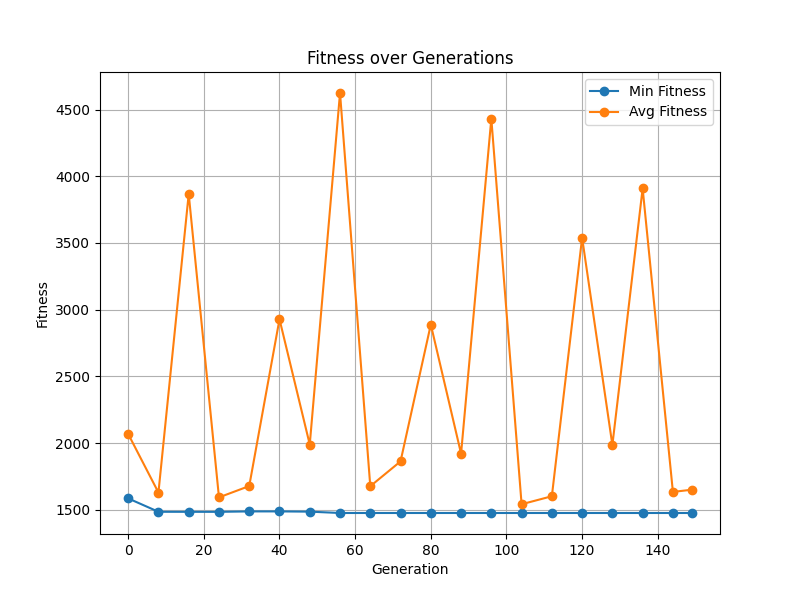 Fitness over Generations
Min Fitness
Avg Fitness
4500
4000
3500
3000
2500
2000
1500
Fitness
0 20 40 60 80 100 120 140
Generation